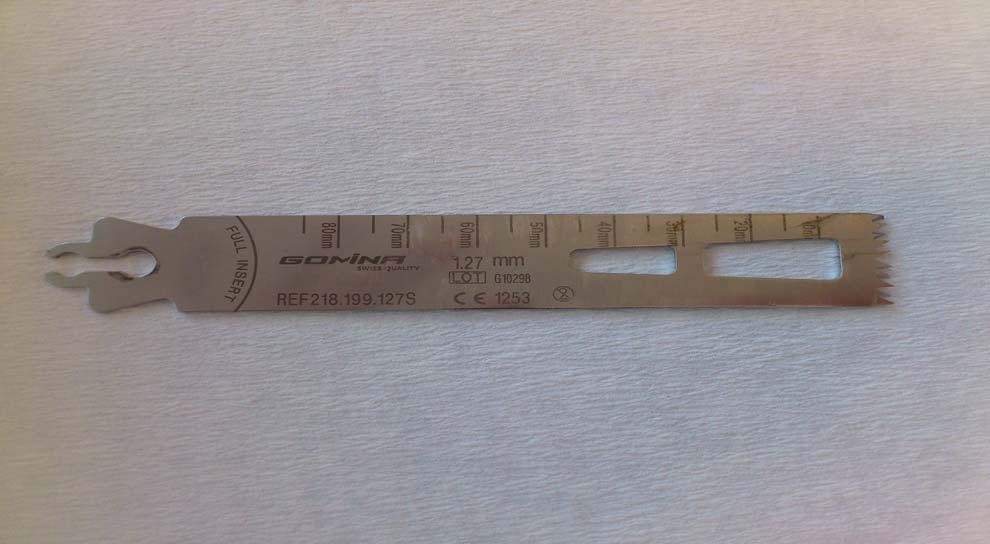 FULL INSERT
80mm 70mm 60mm 50mm 40mm 30mm 20mm
GOMINA
SWISS QUALITY
1.27 mm
LOT G10298
REF218.199.127S
CE 1253